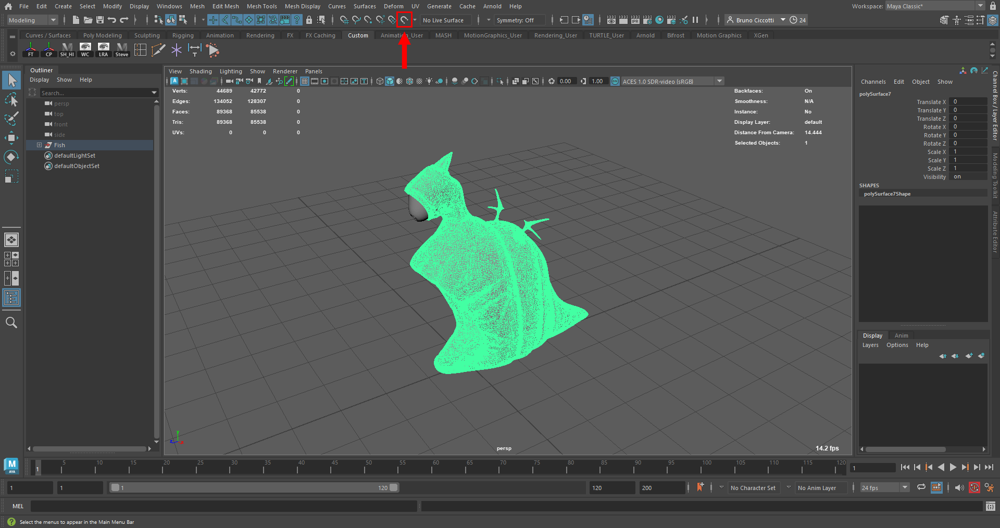 File Edit Create Select Modify Display Windows Mesh Edit Mesh Mesh Tools Mesh Display Curves Surfaces Deform UV Generate Cache Arnold Help Workspace: Maya Classic*
Modeling No Live Surface Symmetry: Off Bruno Ciccotti 24
Curves / Surfaces Poly Modeling Sculpting Rigging Animation Rendering FX FX Caching Custom Animation_User MASH MotionGraphics_User Rendering_User TURTLE_User Arnold Bifrost Motion Graphics XGen
FT CP SH_HI WC LRA Steve
Outliner
Display Show Help
Search...
persp
top
front
side
Fish
defaultLightSet
defaultObjectSet
View Shading Lighting Show Renderer Panels
0.00 1.00 ACES 1.0 SDR-video (sRGB)
Verts: 44689 42772 0
Edges: 134052 128307 0
Faces: 89368 85538 0
Tris: 89368 85538 0
UVs: 0 0 0
Backfaces: On
Smoothness: N/A
Instance: No
Display Layer: default
Distance From Camera: 14.444
Selected Objects: 1
y
z x
persp
14.2 fps
Channels Edit Object Show
polySurface7
Translate X 0
Translate Y 0
Translate Z 0
Rotate X 0
Rotate Y 0
Rotate Z 0
Scale X 1
Scale Y 1
Scale Z 1
Visibility on
SHAPES
polySurface7Shape
Channel Box / Layer Editor
Modeling Toolkit
Attribute Editor
Display Anim
Layers Options Help
M
AYA
1 5 10 15 20 25 30 35 40 45 50 55 60 65 70 75 80 85 90 95 100 105 110 115 120 1
1 1 1 120 120 200 No Character Set No Anim Layer 24 fps
MEL
Select the menus to appear in the Main Menu Bar